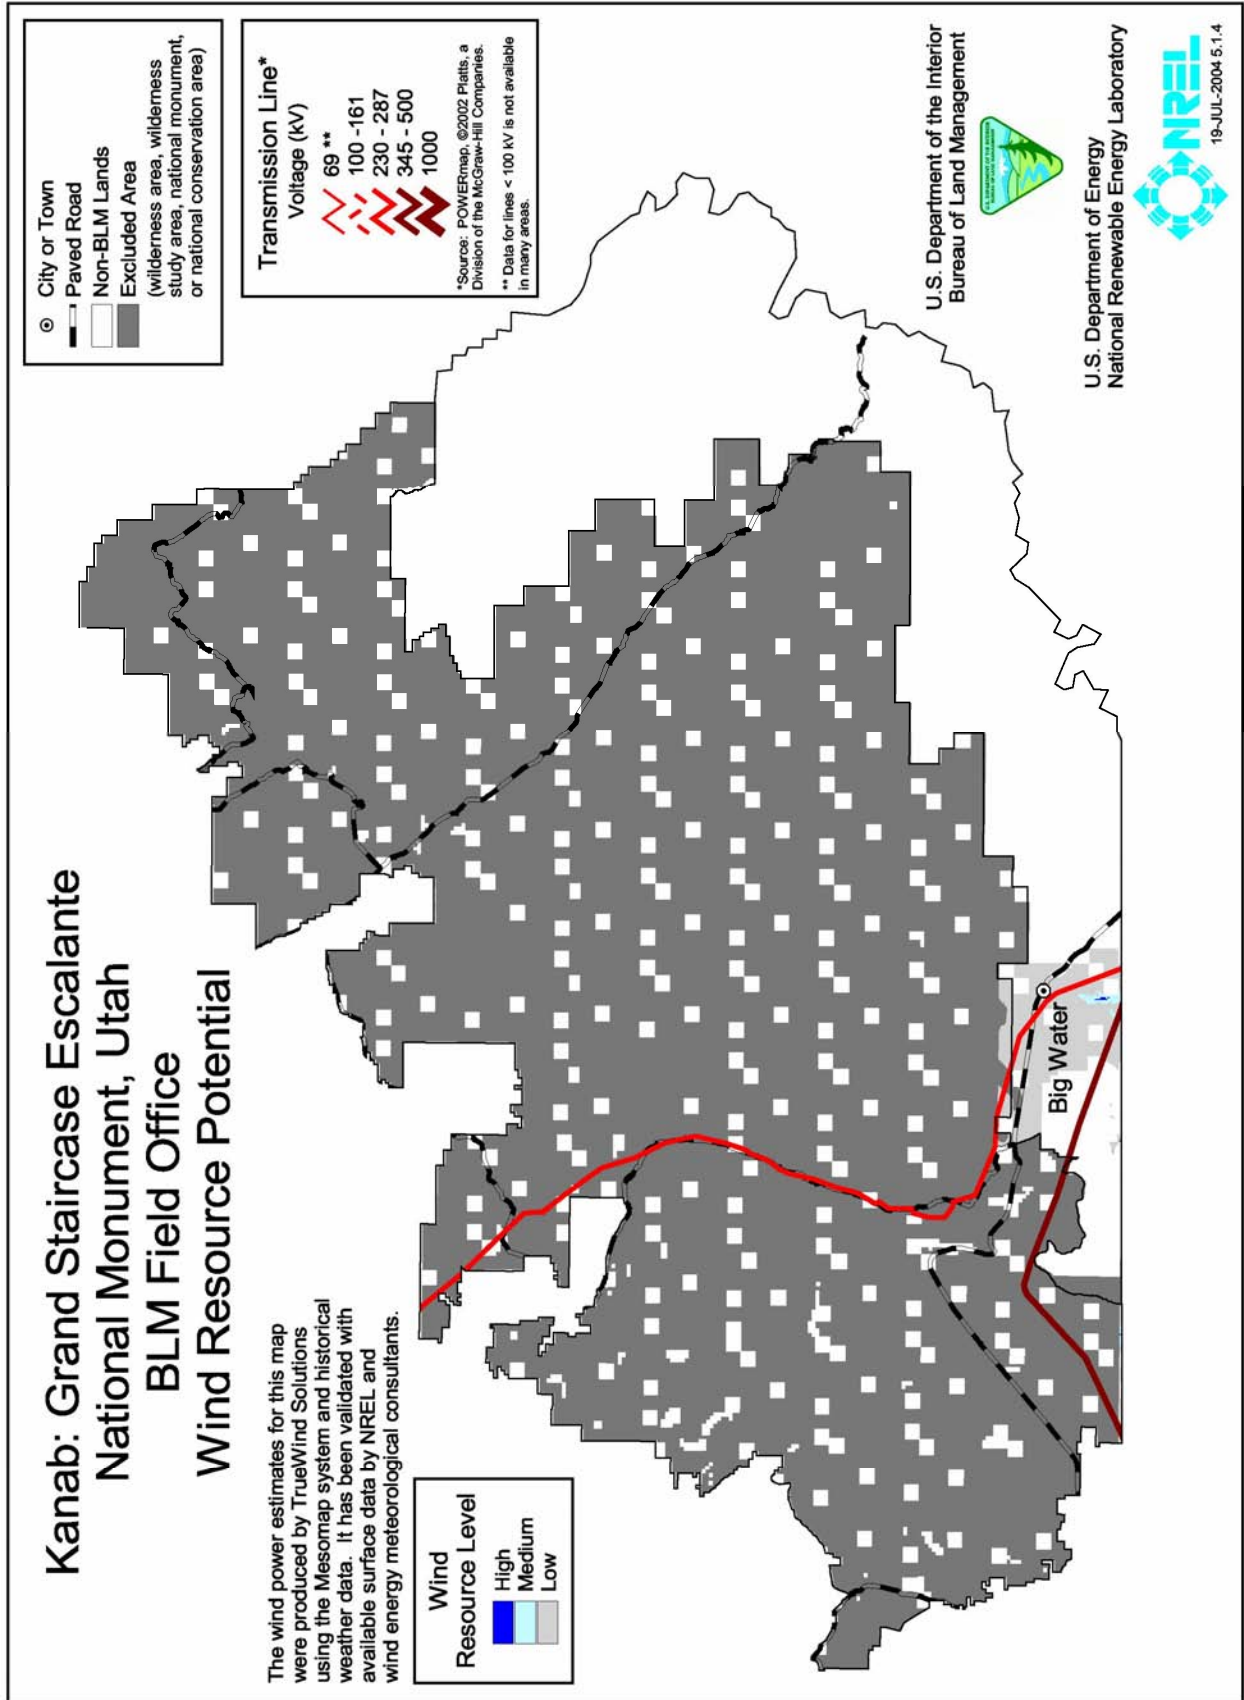 Kanab: Grand Staircase Escalante
National Monument, Utah
BLM Field Office
Wind Resource Potential
The wind power estimates for this map
were produced by TrueWind Solutions
using the Mesomap system and historical
weather data. It has been validated with
available surface data by NREL and
wind energy meteorological consultants.
Wind
Resource Level
High
Medium
Low
City or Town
Paved Road
Non-BLM Lands
Excluded Area
(wilderness area, wilderness
study area, national monument,
or national conservation area)
Transmission Line*
Voltage (kV)
69 **
100 -161
230 - 287
345 - 500
1000
*Source: POWERmap, ©2002 Platts, a
Division of the McGraw-Hill Companies.
** Data for lines < 100 kV is not available
in many areas.
Big Water
U.S. Department of the Interior
Bureau of Land Management
U.S. Department of Energy
National Renewable Energy Laboratory
NREL
19-JUL-2004 5.1.4